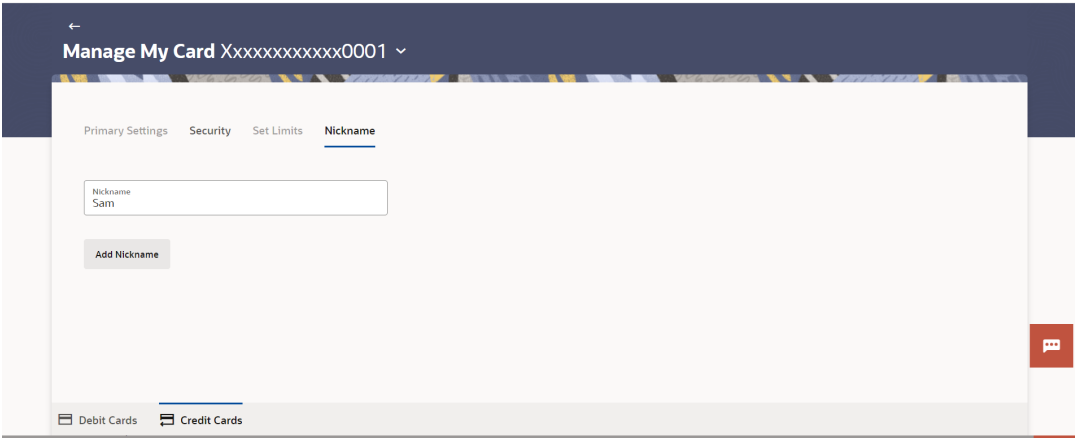 Manage My Card Xxxxxxxxxxxx0001
Primary Settings Security Set Limits Nickname
Nickname
Sam
Add Nickname
Debit Cards Credit Cards